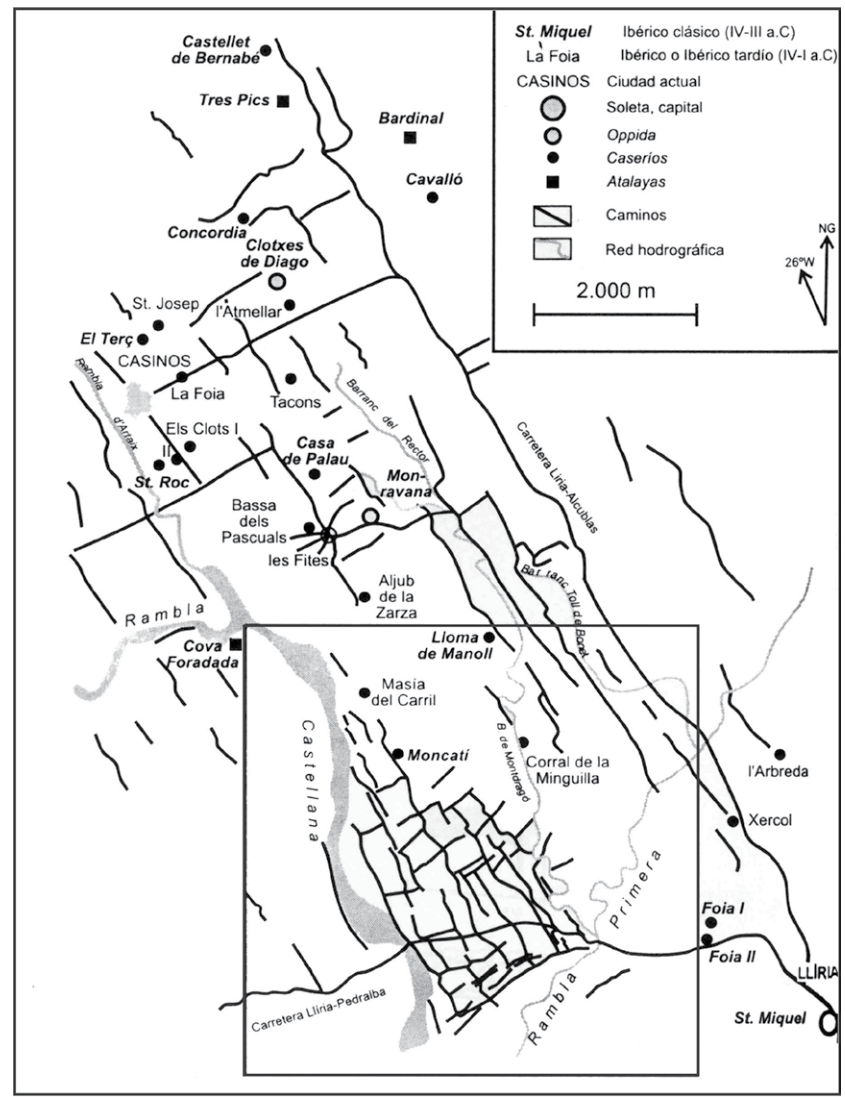 Castellet
de Bernabé
Tres Pics
Bardinal
Cavalló
Concordia
Clotxes
de Diago
St. Josep
l'Atmellar
El Terç
CASINOS
La Foia
Tacons
Rambla
d'Artaix
Els Clots I
II
St. Roc
Casa
de Palau
Barranc del Rector
Mon-
ravana
Bassa
dels
Pascuals
les Fites
Aljub
de la
Zarza
Carretera Llíria-Alcublas
Barranc Toll de Bonet
Rambla
Cova
Foradada
Lloma
de Manoll
Masía
del Carril
Castellana
Moncatí
B. de Montdragó
Corral de la
Minguilla
l'Arbreda
Xercol
Primera
Foia I
Foia II
Rambla
Carretera Llíria-Pedralba
LLÍRIA
St. Miquel
St. Miquel Ibérico clásico (IV-III a.C)
La Foia Ibérico o Ibérico tardío (IV-I a.C)
CASINOS Ciudad actual
Soleta, capital
Oppida
Caseríos
Atalayas
Caminos
Red hidrográfica
2.000 m
NG
26ºW